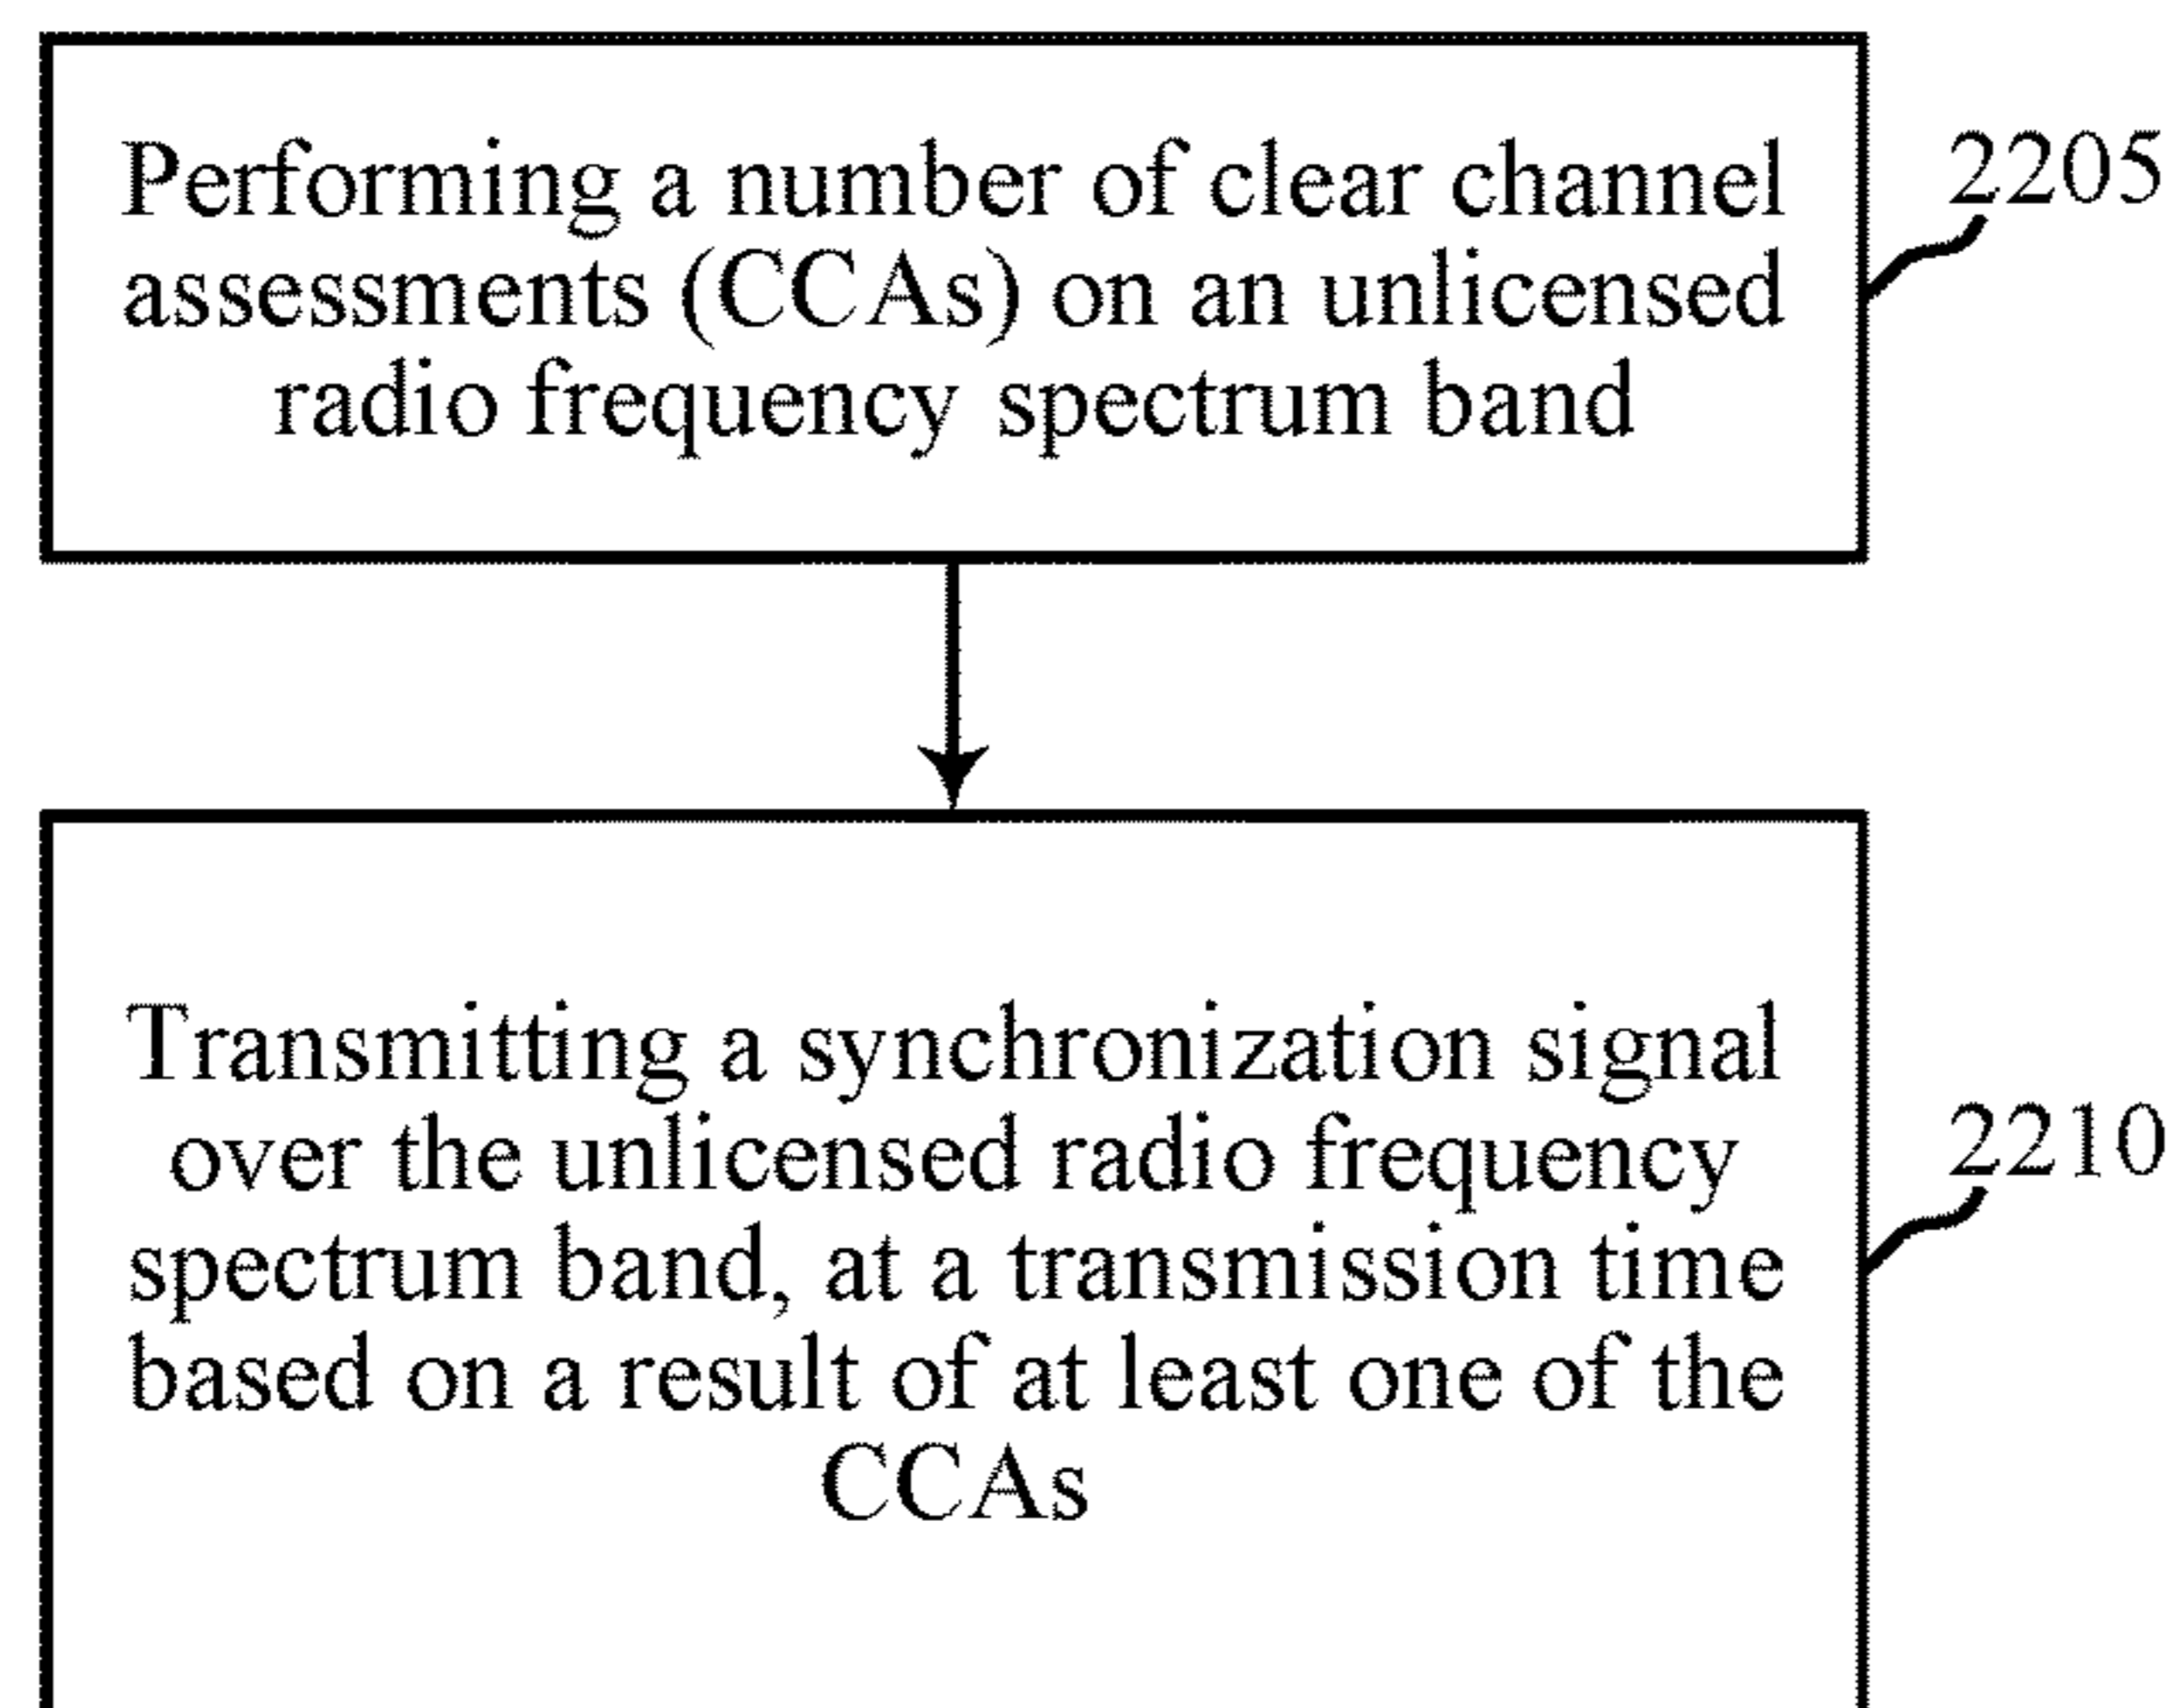 Performing a number of clear channel
assessments (CCAs) on an unlicensed
radio frequency spectrum band
2205
Transmitting a synchronization signal
over the unlicensed radio frequency
spectrum band, at a transmission time
based on a result of at least one of the
CCAs
2210